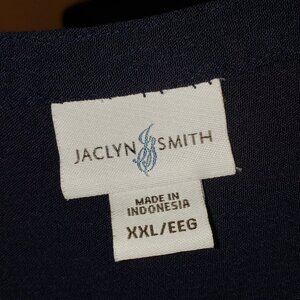 JACLYN SMITH
MADE IN
INDONESIA
XXL/EEG